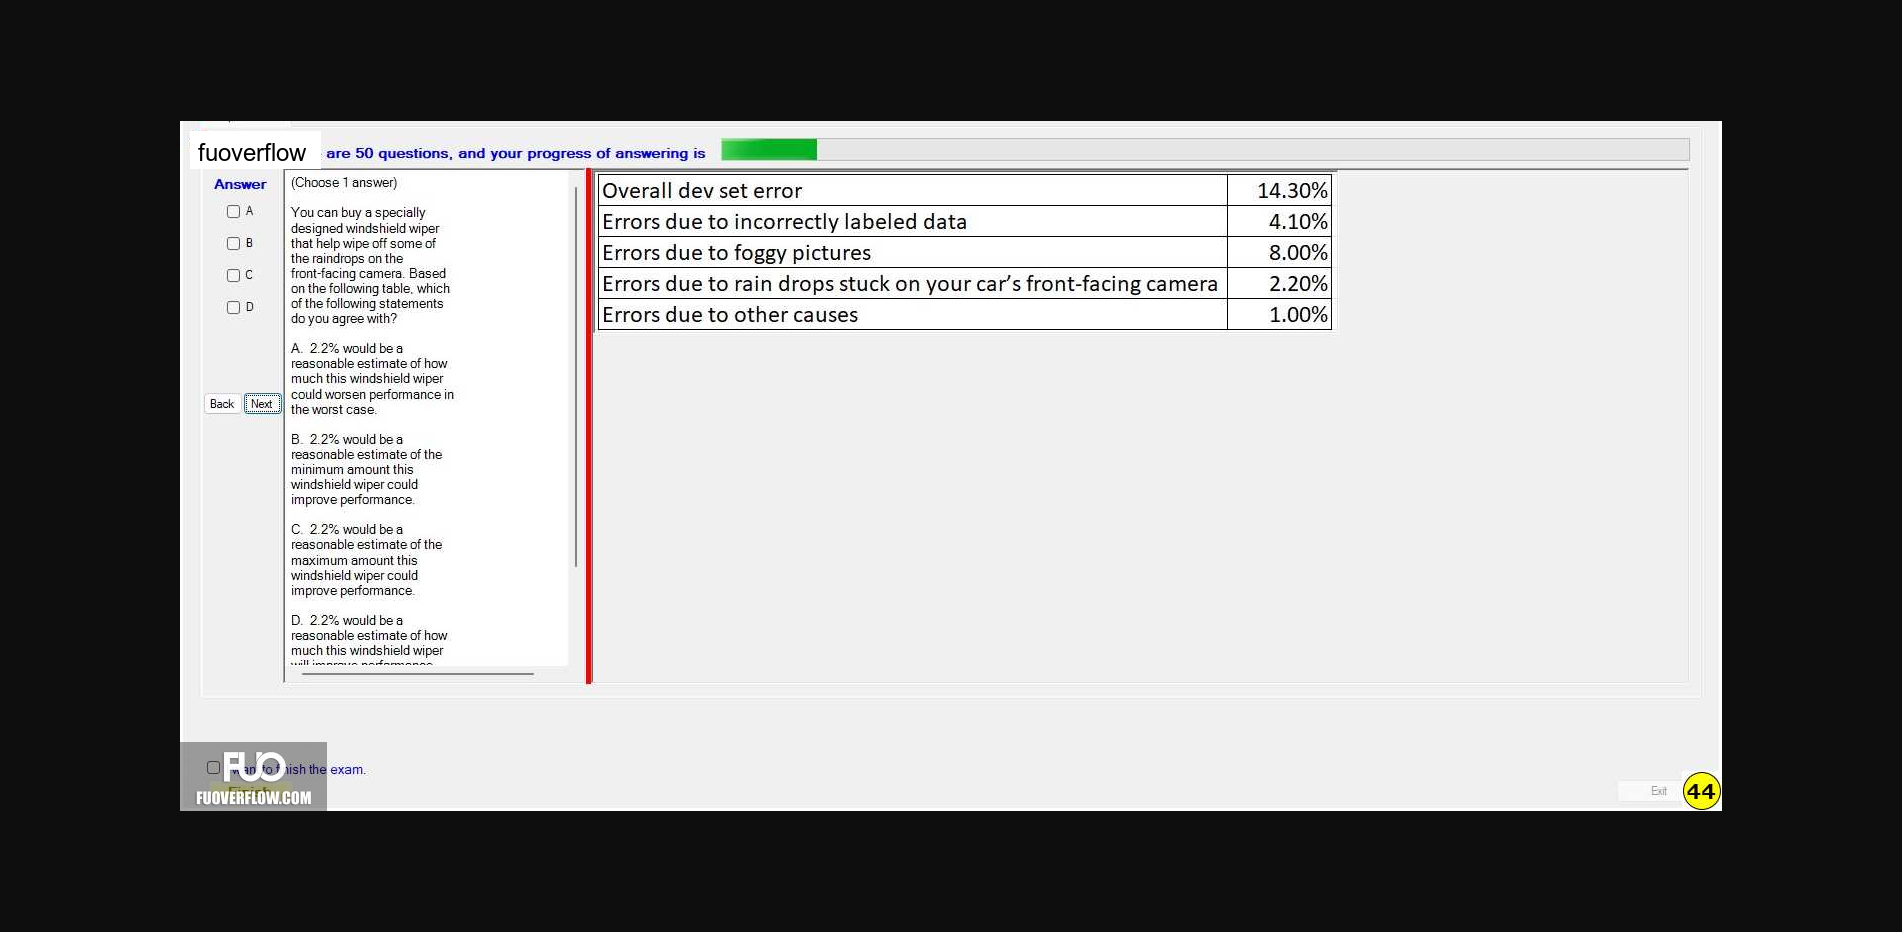 fuoverflow are 50 questions, and your progress of answering is
Answer
A
B
C
D
Back Next
(Choose 1 answer)
You can buy a specially
designed windshield wiper
that help wipe off some of
the raindrops on the
front-facing camera. Based
on the following table, which
of the following statements
do you agree with?
A. 2.2% would be a
reasonable estimate of how
much this windshield wiper
could worsen performance in
the worst case.
B. 2.2% would be a
reasonable estimate of the
minimum amount this
windshield wiper could
improve performance.
C. 2.2% would be a
reasonable estimate of the
maximum amount this
windshield wiper could
improve performance.
D. 2.2% would be a
reasonable estimate of how
much this windshield wiper
will improve performance
Overall dev set error 14.30%
Errors due to incorrectly labeled data 4.10%
Errors due to foggy pictures 8.00%
Errors due to rain drops stuck on your car’s front-facing camera 2.20%
Errors due to other causes 1.00%
FUO
want to finish the exam.
Finish
FUOVERFLOW.COM
Exit
44